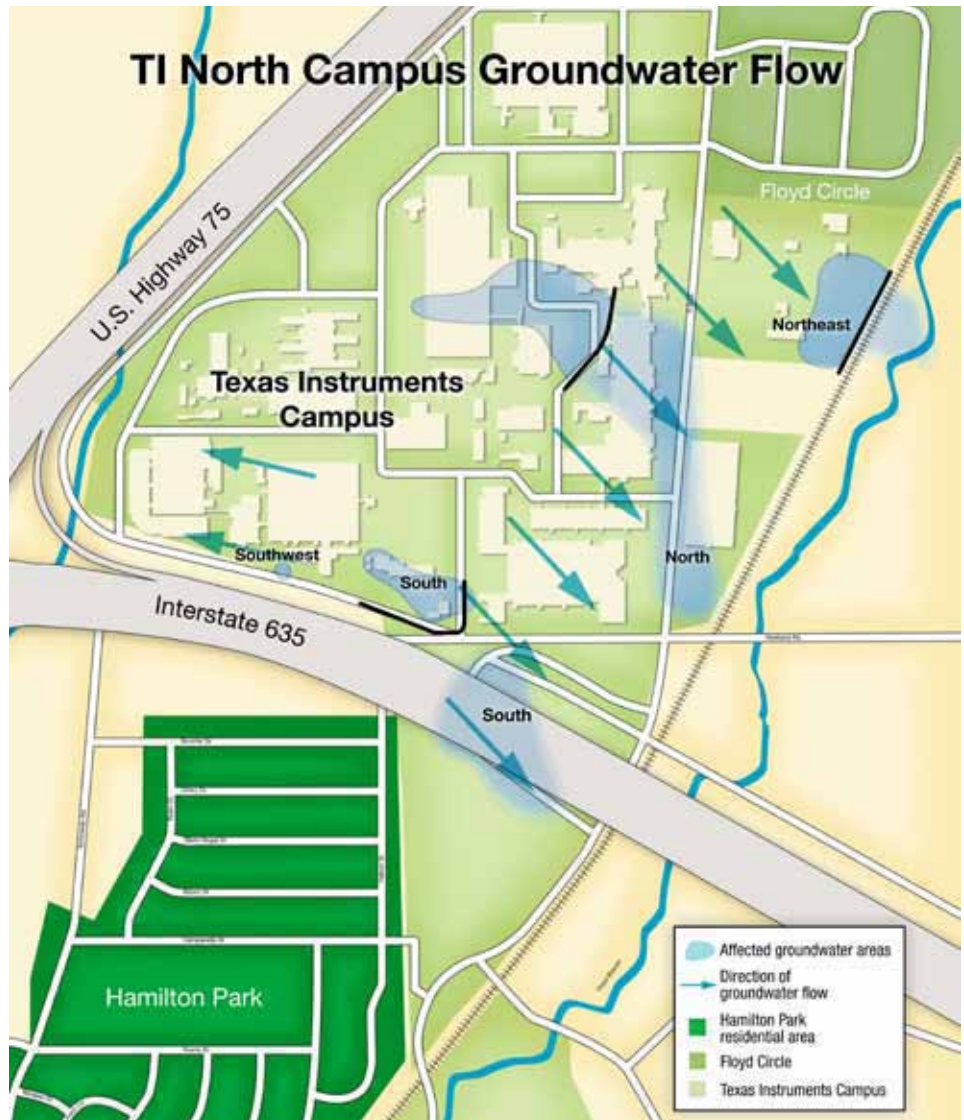 TI North Campus Groundwater Flow
Floyd Circle
U.S. Highway 75
Northeast
Texas Instruments
Campus
Southwest
South
North
Interstate 635
South
Hamilton Park
Affected groundwater areas
Direction of
groundwater flow
Hamilton Park
residential area
Floyd Circle
Texas Instruments Campus